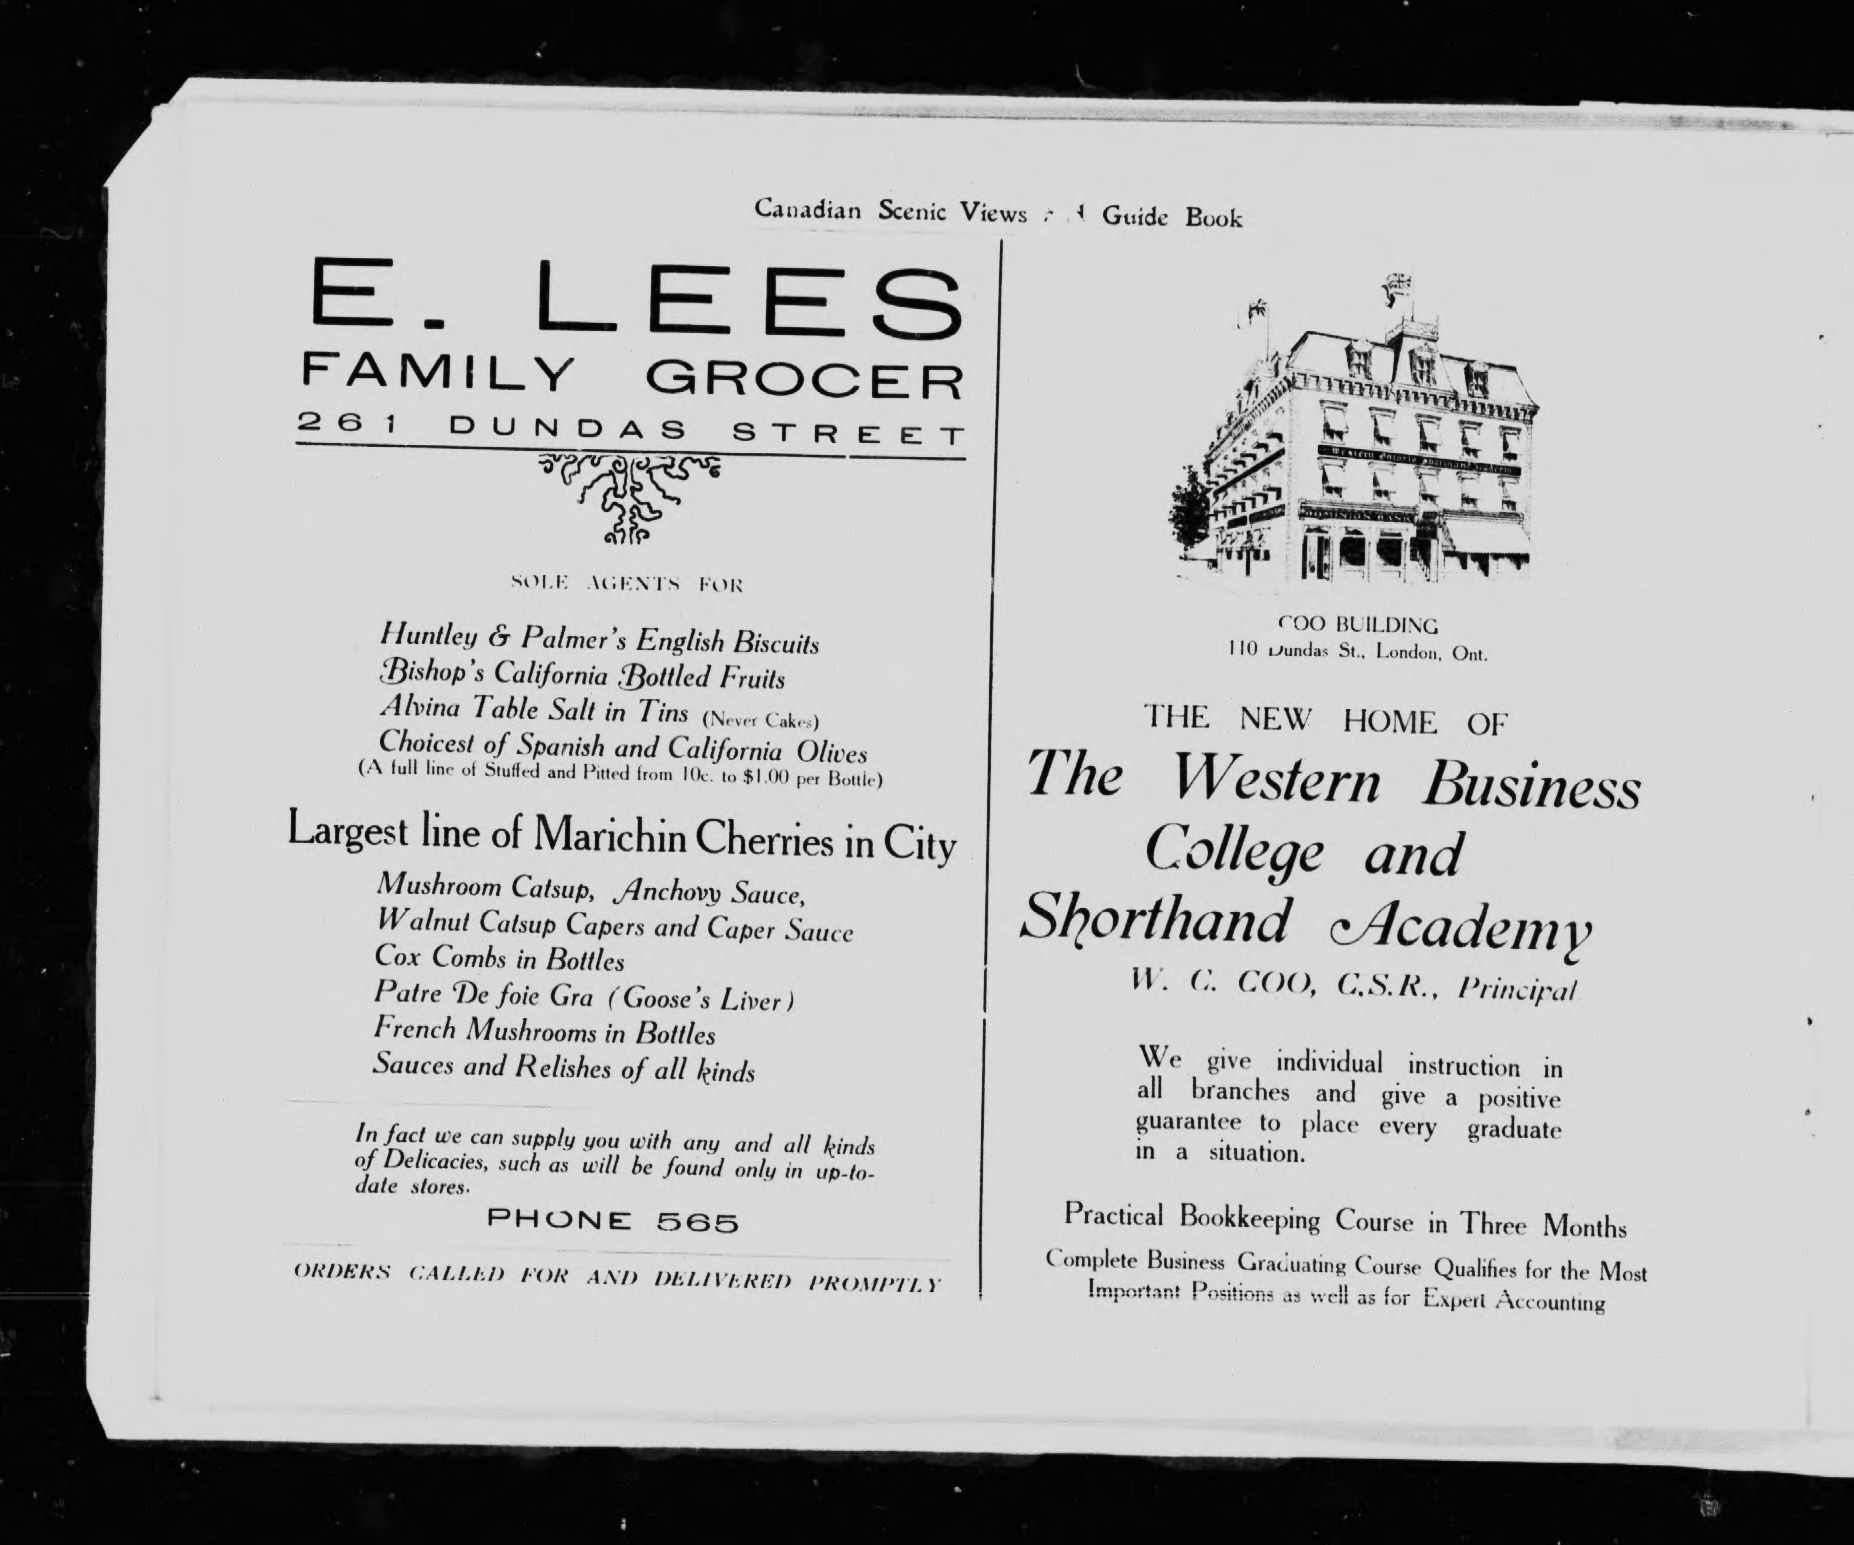 Canadian Scenic Views Guide Book
E. LEES
FAMILY GROCER
261 DUNDAS STREET
SOLE AGENTS FOR
Huntley & Palmer's English Biscuits
Bishop's California Bottled Fruits
Alvina Table Salt in Tins (Never Cakes)
Choicest of Spanish and California Olives
(A full line of Stuffed and Pitted from 10c. to $1.00 per Bottle)
Largest line of Marichin Cherries in City
Mushroom Catsup, Anchovy Sauce,
Walnut Catsup Capers and Caper Sauce
Cox Combs in Bottles
Patre De foie Gra (Goose's Liver)
French Mushrooms in Bottles
Sauces and Relishes of all kinds
In fact we can supply you with any and all kinds
of Delicacies, such as will be found only in up-to-
date stores.
PHONE 565
ORDERS CALLED FOR AND DELIVERED PROMPTLY
Western Ontario Shorthand Academy
DOMINION BANK
COO BUILDING
110 Dundas St., London, Ont.
THE NEW HOME OF
The Western Business
College and
Shorthand Academy
W. C. COO, C.S.R., Principal
We give individual instruction in
all branches and give a positive
guarantee to place every graduate
in a situation.
Practical Bookkeeping Course in Three Months
Complete Business Graduating Course Qualifies for the Most
Important Positions as well as for Expert Accounting